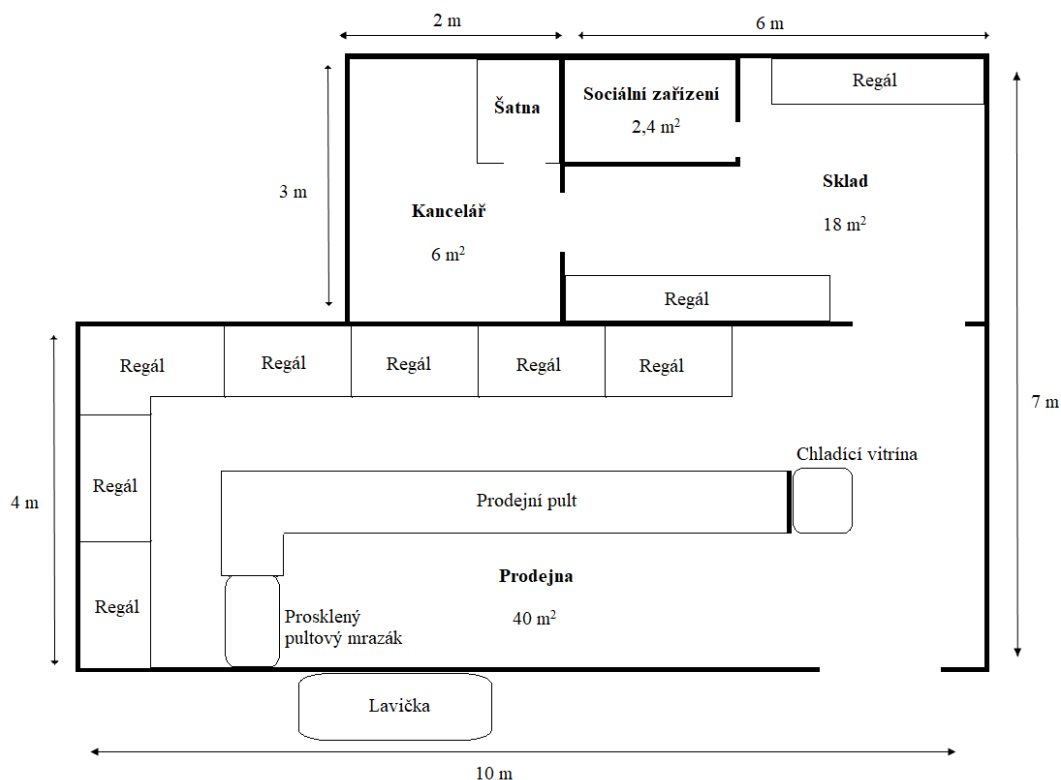 2 m
6 m
Šatna
Sociální zařízení
2,4 m²
Regál
3 m
Kancelář
6 m²
Sklad
18 m²
Regál
Regál
Regál
Regál
Regál
Regál
7 m
Chladící vitrína
4 m
Regál
Prodejní pult
Regál
Prodejna
40 m²
Prosklený
pultový mrazák
Lavička
10 m